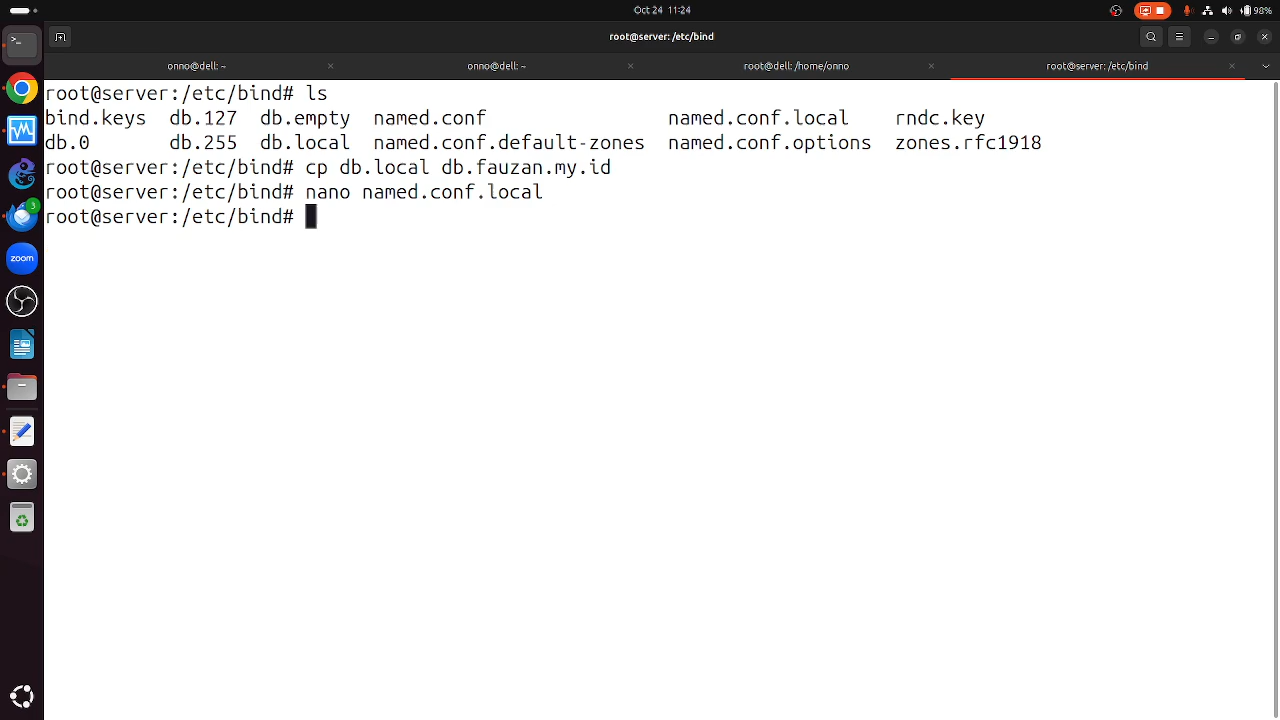 Oct 24 11:24
98%
root@server: /etc/bind
onno@dell: ~
onno@dell: ~
root@dell: /home/onno
root@server: /etc/bind
root@server:/etc/bind# ls
bind.keys db.127 db.empty named.conf named.conf.local rndc.key
db.0 db.255 db.local named.conf.default-zones named.conf.options zones.rfc1918
root@server:/etc/bind# cp db.local db.fauzan.my.id
root@server:/etc/bind# nano named.conf.local
root@server:/etc/bind#
3
zoom